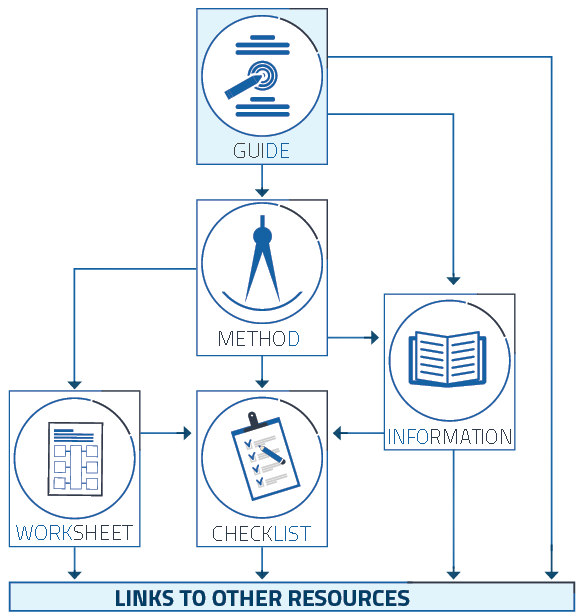 GUIDE
METHOD
INFORMATION
WORKSHEET
CHECKLIST
LINKS TO OTHER RESOURCES